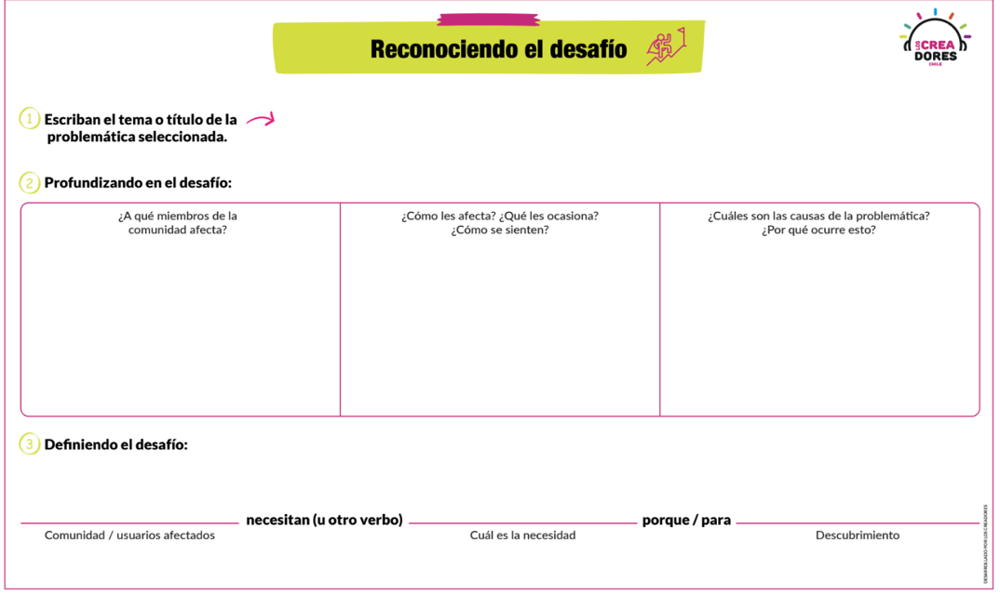 Reconociendo el desafío
LOS
CREA
DORES
CHILE
1 Escriban el tema o título de la
problemática seleccionada.
2 Profundizando en el desafío:
¿A qué miembros de la
comunidad afecta?
¿Cómo les afecta? ¿Qué les ocasiona?
¿Cómo se sienten?
¿Cuáles son las causas de la problemática?
¿Por qué ocurre esto?
3 Definiendo el desafío:
necesitan (u otro verbo)
porque / para
Comunidad / usuarios afectados
Cuál es la necesidad
Descubrimiento
DESARROLLADO POR LOS CREADORES